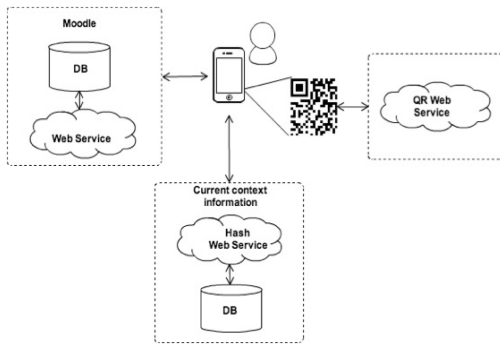 Moodle
DB
Web Service
QR Web
Service
Current context
information
Hash
Web Service
DB